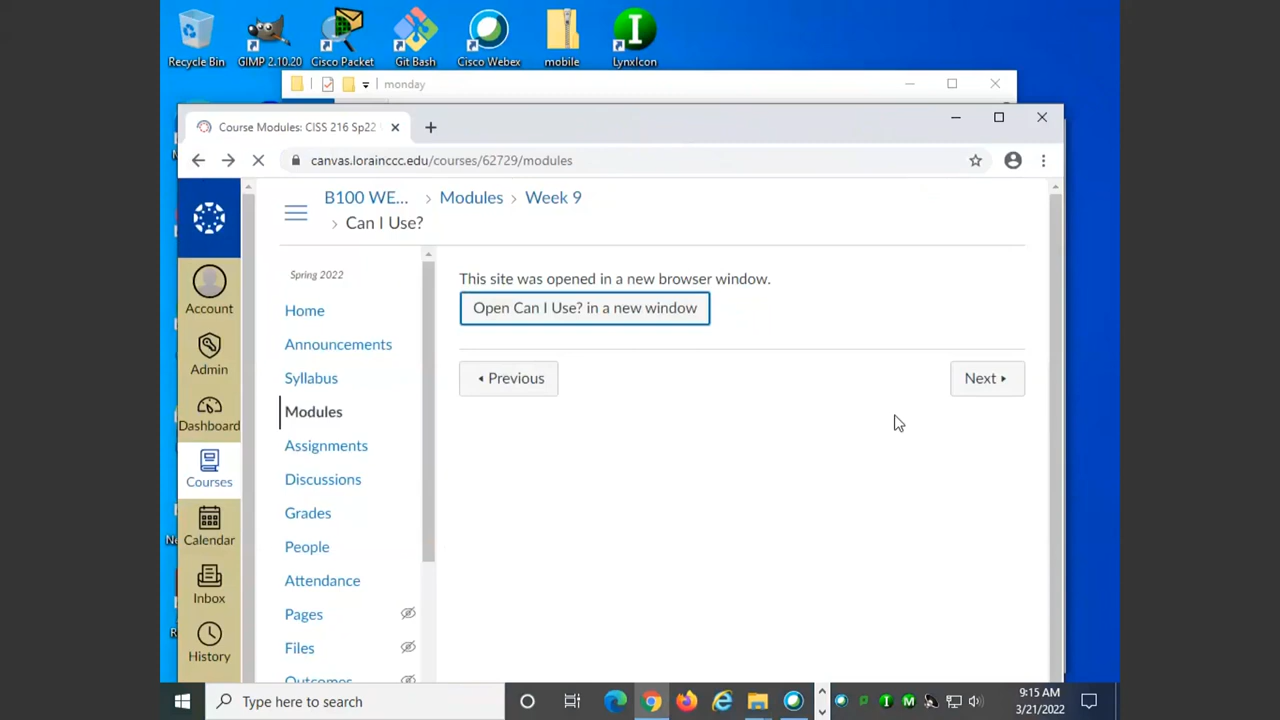 Recycle Bin
GIMP 2.10.20
Cisco Packet
Git Bash
Cisco Webex
mobile
LynxIcon
monday
Course Modules: CISS 216 Sp22
canvas.lorainccc.edu/courses/62729/modules
B100 WE... > Modules > Week 9
> Can I Use?
Spring 2022
This site was opened in a new browser window.
Open Can I Use? in a new window
Previous
Next
Account
Admin
Dashboard
Courses
Calendar
Inbox
History
Home
Announcements
Syllabus
Modules
Assignments
Discussions
Grades
People
Attendance
Pages
Files
Outcomes
Type here to search
9:15 AM
3/21/2022